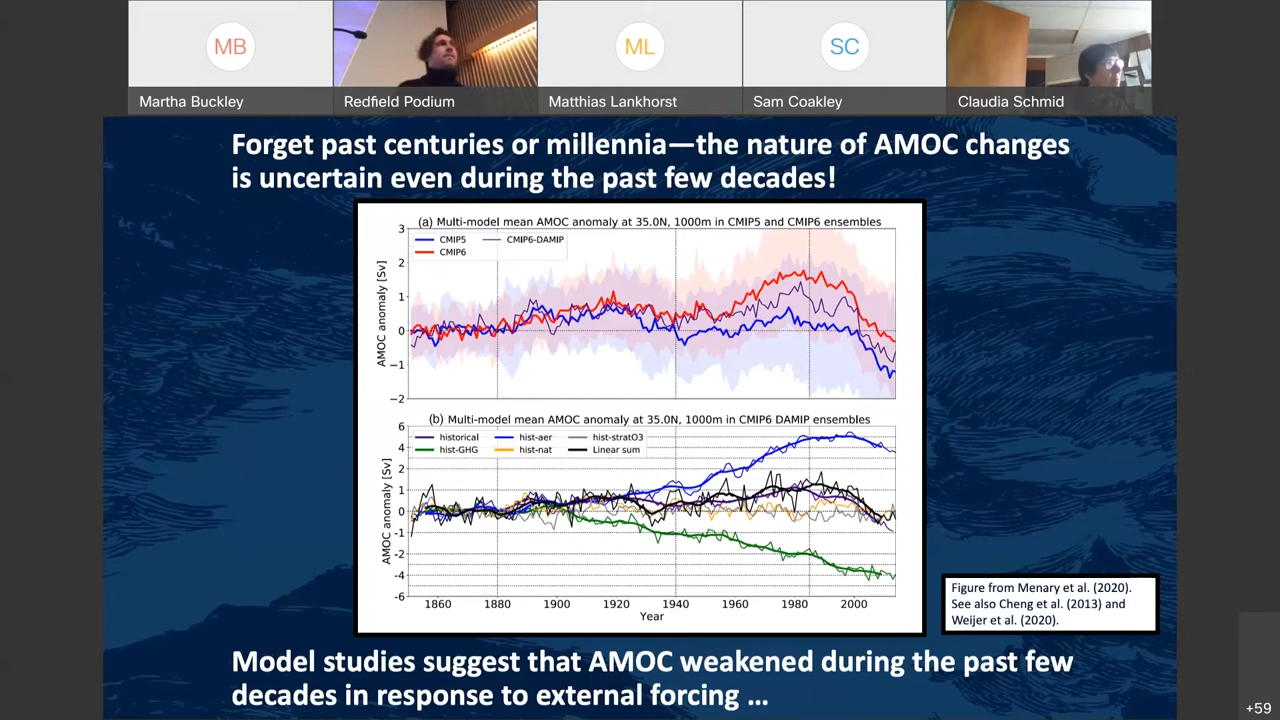 MB
ML
SC
Martha Buckley
Redfield Podium
Matthias Lankhorst
Sam Coakley
Claudia Schmid
Forget past centuries or millennia—the nature of AMOC changes
is uncertain even during the past few decades!
(a) Multi-model mean AMOC anomaly at 35.0N, 1000m in CMIP5 and CMIP6 ensembles
CMIP5
CMIP6
CMIP6-DAMIP
AMOC anomaly [Sv]
3
2
1
0
−1
−2
(b) Multi-model mean AMOC anomaly at 35.0N, 1000m in CMIP6 DAMIP ensembles
historical
hist-GHG
hist-aer
hist-nat
hist-stratO3
Linear sum
AMOC anomaly [Sv]
6
4
2
1
0
-1
-2
-4
-6
1860 1880 1900 1920 1940 1960 1980 2000
Year
Figure from Menary et al. (2020).
See also Cheng et al. (2013) and
Weijer et al. (2020).
Model studies suggest that AMOC weakened during the past few
decades in response to external forcing …
+59